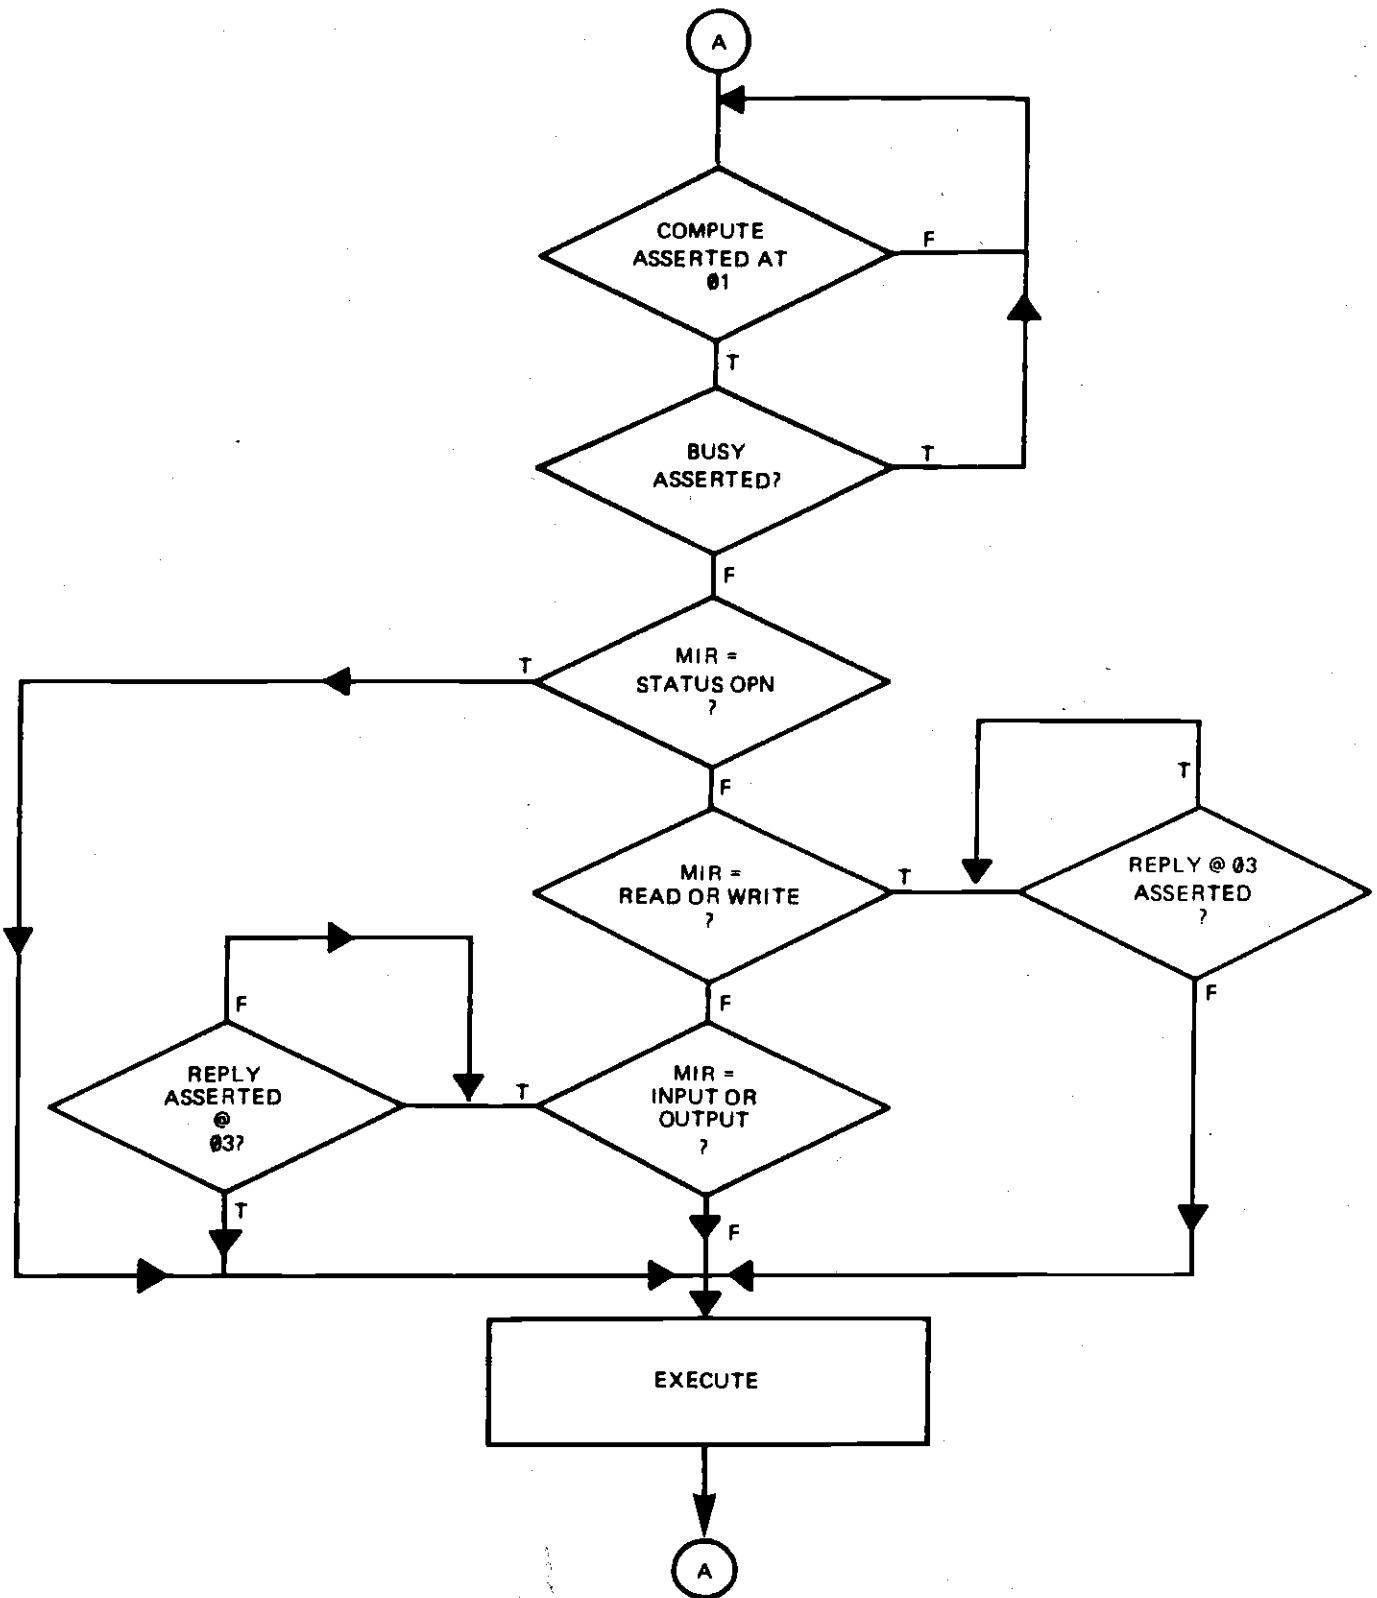 A
COMPUTE
ASSERTED AT
Ø1
F
T
BUSY
ASSERTED?
T
F
MIR =
STATUS OPN
?
T
F
MIR =
READ OR WRITE
?
T
REPLY @ Ø3
ASSERTED
?
T
F
F
MIR =
INPUT OR
OUTPUT
?
T
REPLY
ASSERTED
@
Ø3?
F
T
F
EXECUTE
A